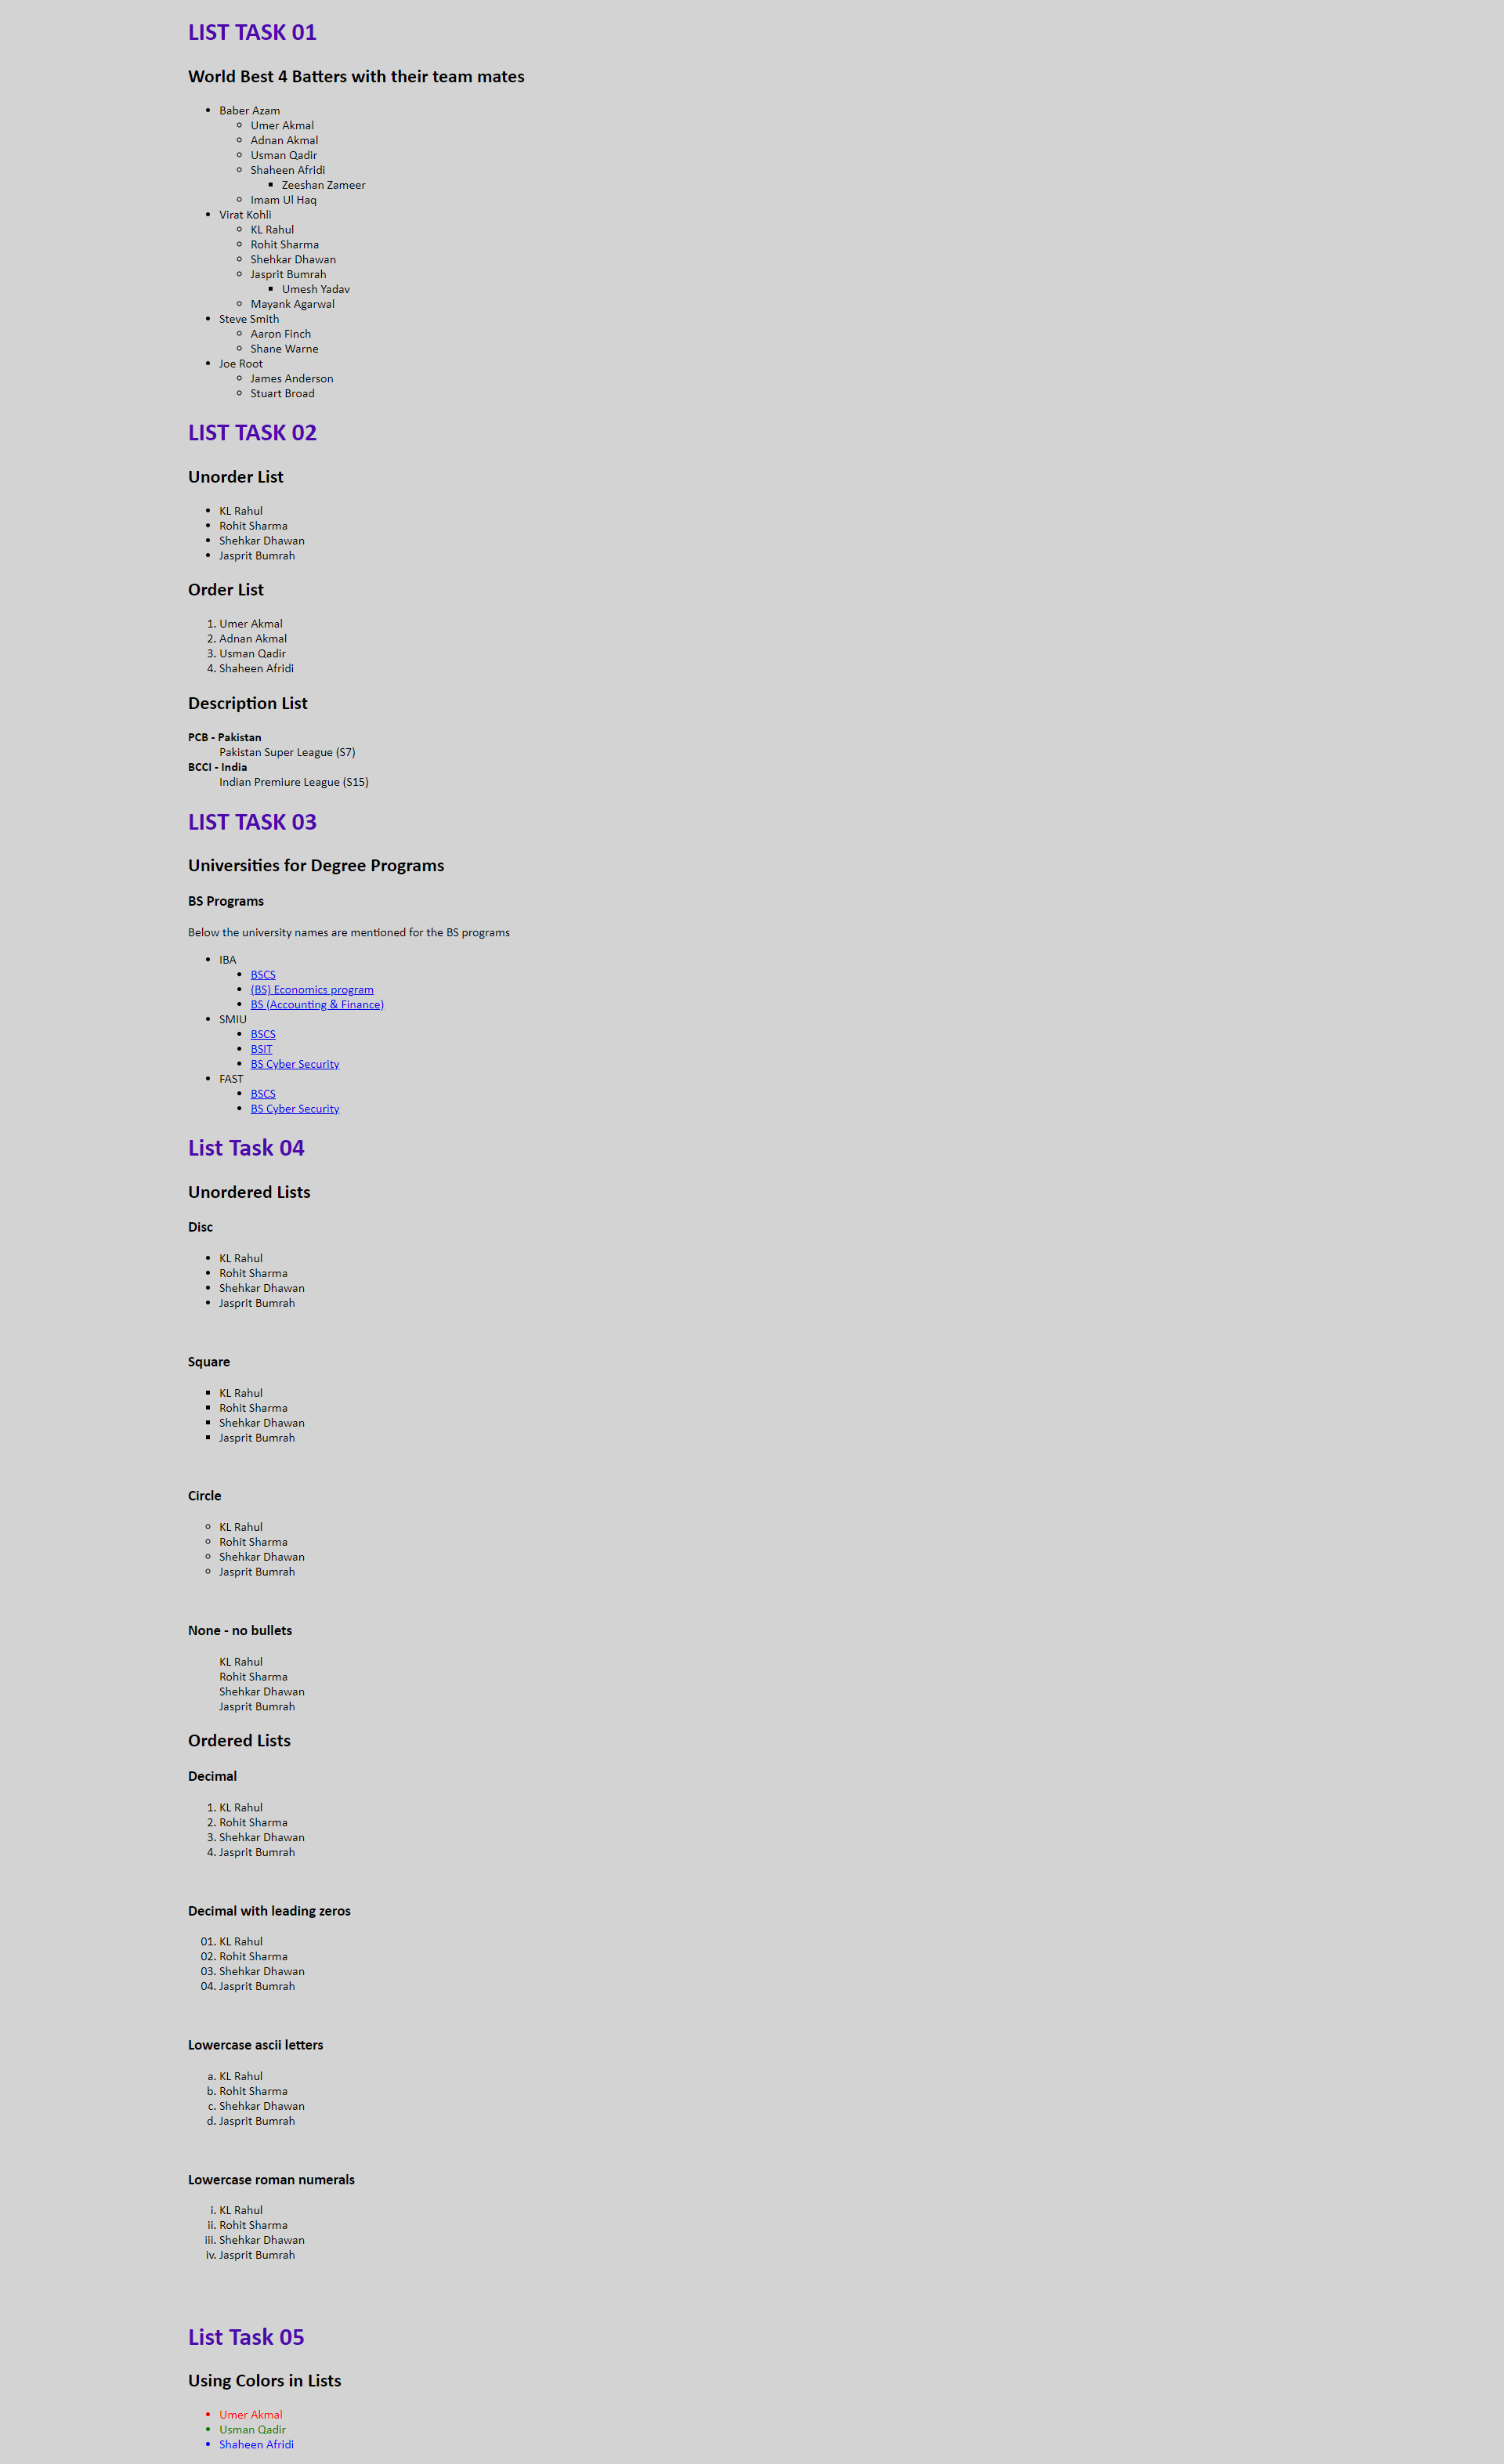 LIST TASK 01
World Best 4 Batters with their team mates
Baber Azam
Umer Akmal
Adnan Akmal
Usman Qadir
Shaheen Afridi
Zeeshan Zameer
Imam Ul Haq
Virat Kohli
KL Rahul
Rohit Sharma
Shehkar Dhawan
Jasprit Bumrah
Umesh Yadav
Mayank Agarwal
Steve Smith
Aaron Finch
Shane Warne
Joe Root
James Anderson
Stuart Broad
LIST TASK 02
Unorder List
KL Rahul
Rohit Sharma
Shehkar Dhawan
Jasprit Bumrah
Order List
1. Umer Akmal
2. Adnan Akmal
3. Usman Qadir
4. Shaheen Afridi
Description List
PCB - Pakistan
Pakistan Super League (S7)
BCCI - India
Indian Premiure League (S15)
LIST TASK 03
Universities for Degree Programs
BS Programs
Below the university names are mentioned for the BS programs
IBA
BSCS
(BS) Economics program
BS (Accounting & Finance)
SMIU
BSCS
BSIT
BS Cyber Security
FAST
BSCS
BS Cyber Security
List Task 04
Unordered Lists
Disc
KL Rahul
Rohit Sharma
Shehkar Dhawan
Jasprit Bumrah
Square
KL Rahul
Rohit Sharma
Shehkar Dhawan
Jasprit Bumrah
Circle
KL Rahul
Rohit Sharma
Shehkar Dhawan
Jasprit Bumrah
None - no bullets
KL Rahul
Rohit Sharma
Shehkar Dhawan
Jasprit Bumrah
Ordered Lists
Decimal
1. KL Rahul
2. Rohit Sharma
3. Shehkar Dhawan
4. Jasprit Bumrah
Decimal with leading zeros
01. KL Rahul
02. Rohit Sharma
03. Shehkar Dhawan
04. Jasprit Bumrah
Lowercase ascii letters
a. KL Rahul
b. Rohit Sharma
c. Shehkar Dhawan
d. Jasprit Bumrah
Lowercase roman numerals
i. KL Rahul
ii. Rohit Sharma
iii. Shehkar Dhawan
iv. Jasprit Bumrah
List Task 05
Using Colors in Lists
Umer Akmal
Usman Qadir
Shaheen Afridi